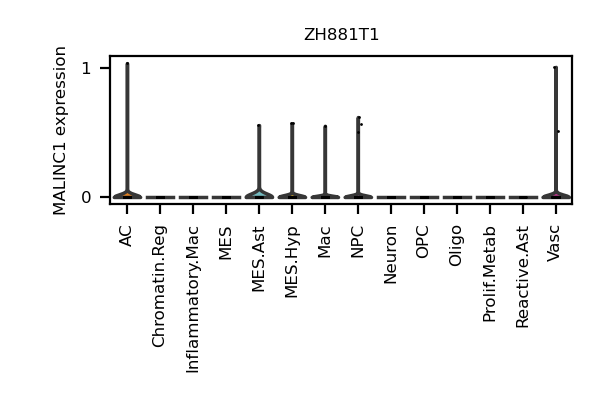 ZH881T1
MALINC1 expression
1
0
AC
Chromatin.Reg
Inflammatory.Mac
MES
MES.Ast
MES.Hyp
Mac
NPC
Neuron
OPC
Oligo
Prolif.Metab
Reactive.Ast
Vasc